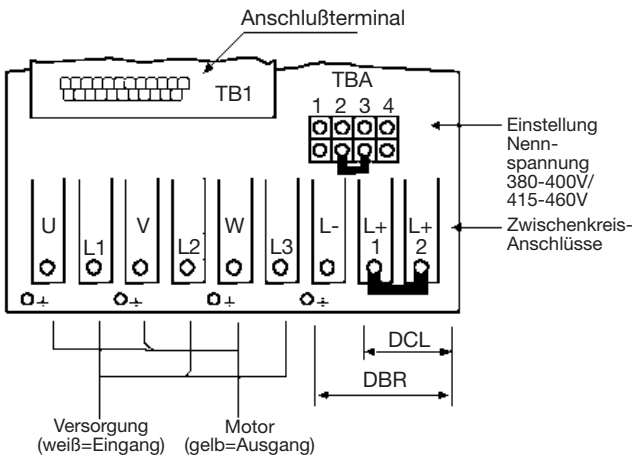 Anschlußterminal
TB1
TBA
1 2 3 4
Einstellung
Nenn-
spannung
380-400V/
415-460V
Zwischenkreis-
Anschlüsse
U L1 V L2 W L3 L- L+ L+
1 2
DCL
DBR
Versorgung
(weiß=Eingang)
Motor
(gelb=Ausgang)